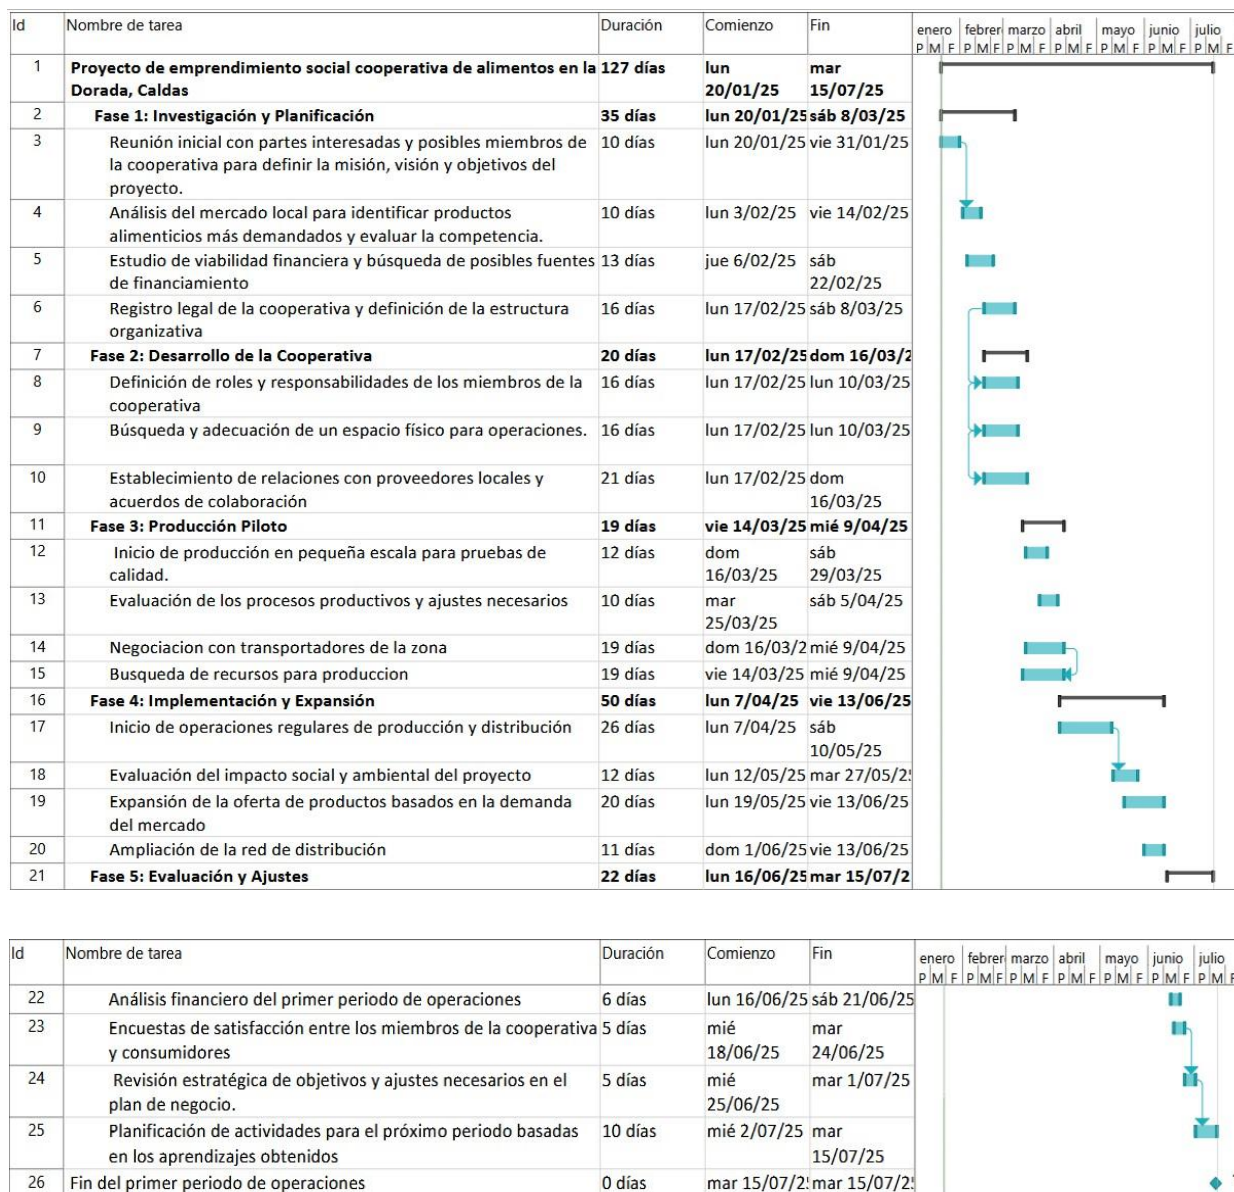 Id Nombre de tarea Duración Comienzo Fin enero febrer marzo abril mayo junio julio
P M F P M F P M F P M F P M F P M F P M F
1 Proyecto de emprendimiento social cooperativa de alimentos en la 127 días lun mar
Dorada, Caldas 20/01/25 15/07/25
2 Fase 1: Investigación y Planificación 35 días lun 20/01/25 sáb 8/03/25
3 Reunión inicial con partes interesadas y posibles miembros de 10 días lun 20/01/25 vie 31/01/25
la cooperativa para definir la misión, visión y objetivos del
proyecto.
4 Análisis del mercado local para identificar productos 10 días lun 3/02/25 vie 14/02/25
alimenticios más demandados y evaluar la competencia.
5 Estudio de viabilidad financiera y búsqueda de posibles fuentes 13 días jue 6/02/25 sáb
de financiamiento 22/02/25
6 Registro legal de la cooperativa y definición de la estructura 16 días lun 17/02/25 sáb 8/03/25
organizativa
7 Fase 2: Desarrollo de la Cooperativa 20 días lun 17/02/25 dom 16/03/2
8 Definición de roles y responsabilidades de los miembros de la 16 días lun 17/02/25 lun 10/03/25
cooperativa
9 Búsqueda y adecuación de un espacio físico para operaciones. 16 días lun 17/02/25 lun 10/03/25
10 Establecimiento de relaciones con proveedores locales y 21 días lun 17/02/25 dom
acuerdos de colaboración 16/03/25
11 Fase 3: Producción Piloto 19 días vie 14/03/25 mié 9/04/25
12 Inicio de producción en pequeña escala para pruebas de 12 días dom sáb
calidad. 16/03/25 29/03/25
13 Evaluación de los procesos productivos y ajustes necesarios 10 días mar sáb 5/04/25
25/03/25
14 Negociacion con transportadores de la zona 19 días dom 16/03/2 mié 9/04/25
15 Busqueda de recursos para produccion 19 días vie 14/03/25 mié 9/04/25
16 Fase 4: Implementación y Expansión 50 días lun 7/04/25 vie 13/06/25
17 Inicio de operaciones regulares de producción y distribución 26 días lun 7/04/25 sáb
10/05/25
18 Evaluación del impacto social y ambiental del proyecto 12 días lun 12/05/25 mar 27/05/2
19 Expansión de la oferta de productos basados en la demanda 20 días lun 19/05/25 vie 13/06/25
del mercado
20 Ampliación de la red de distribución 11 días dom 1/06/25 vie 13/06/25
21 Fase 5: Evaluación y Ajustes 22 días lun 16/06/25 mar 15/07/2
Id Nombre de tarea Duración Comienzo Fin enero febrer marzo abril mayo junio julio
P M F P M F P M F P M F P M F P M F P M F
22 Análisis financiero del primer periodo de operaciones 6 días lun 16/06/25 sáb 21/06/25
23 Encuestas de satisfacción entre los miembros de la cooperativa 5 días mié mar
y consumidores 18/06/25 24/06/25
24 Revisión estratégica de objetivos y ajustes necesarios en el 5 días mié mar 1/07/25
plan de negocio. 25/06/25
25 Planificación de actividades para el próximo periodo basadas 10 días mié 2/07/25 mar
en los aprendizajes obtenidos 15/07/25
26 Fin del primer periodo de operaciones 0 días mar 15/07/2 mar 15/07/2